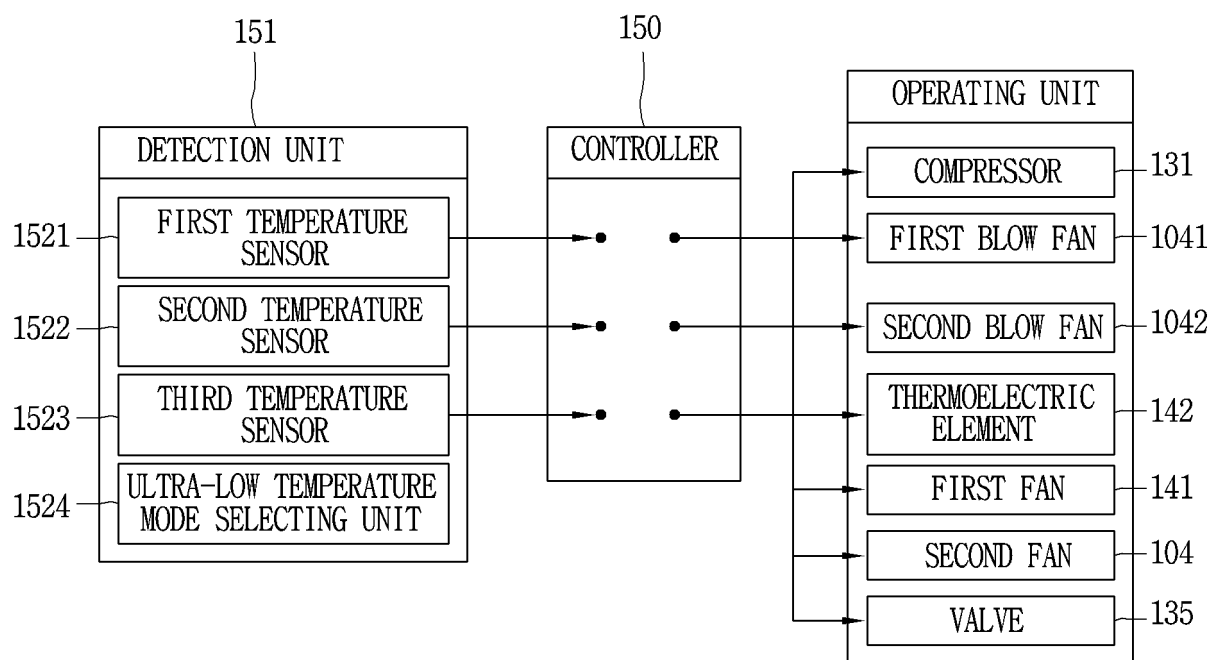 151
150
DETECTION UNIT
CONTROLLER
OPERATING UNIT
1521
FIRST TEMPERATURE
SENSOR
1522
SECOND TEMPERATURE
SENSOR
1523
THIRD TEMPERATURE
SENSOR
1524
ULTRA-LOW TEMPERATURE
MODE SELECTING UNIT
COMPRESSOR
131
FIRST BLOW FAN
1041
SECOND BLOW FAN
1042
THERMOELECTRIC
ELEMENT
142
FIRST FAN
141
SECOND FAN
104
VALVE
135